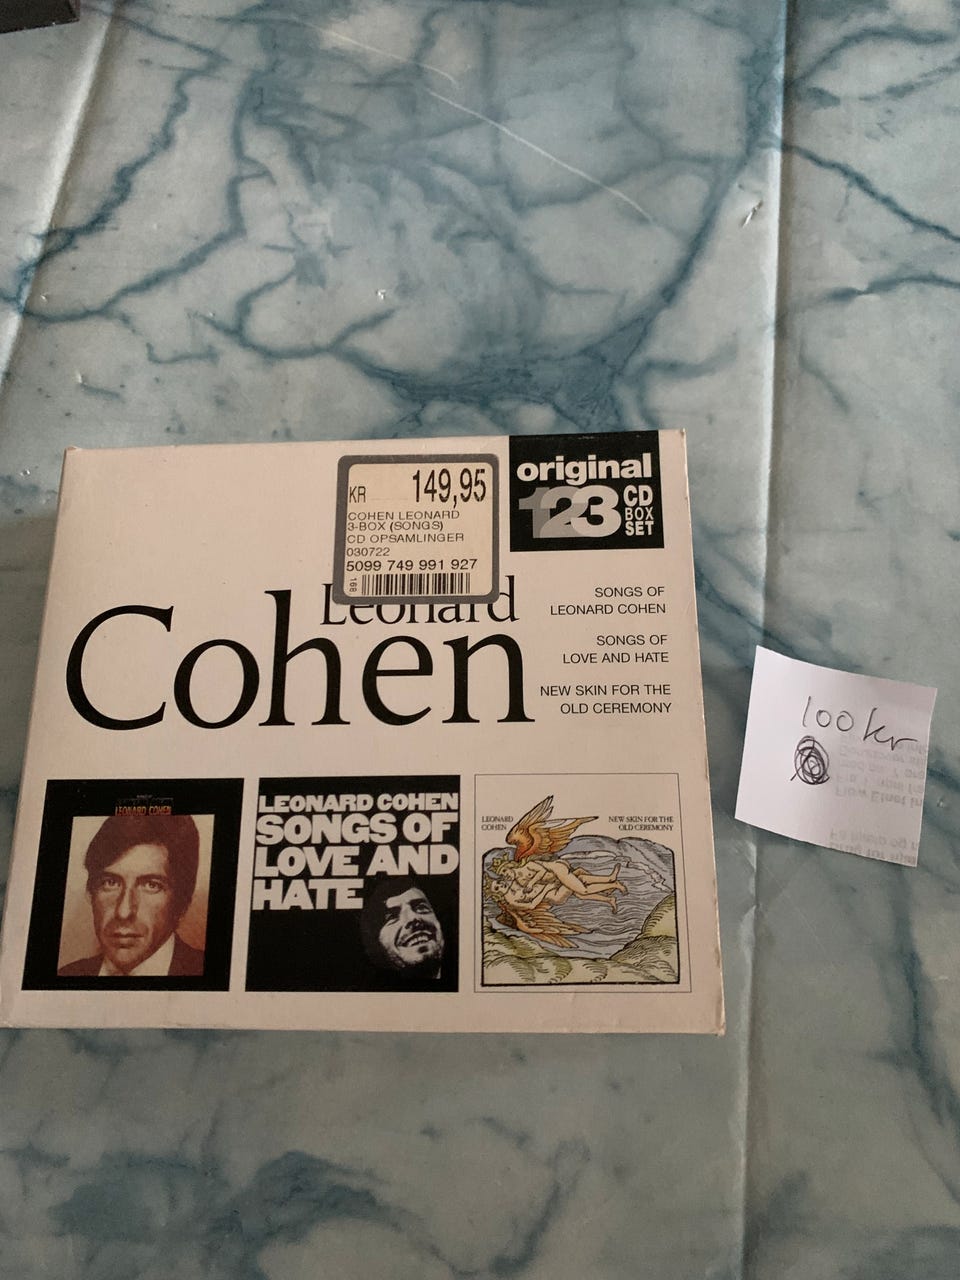 KR 149,95
COHEN LEONARD
3-BOX (SONGS)
CD OPSAMLINGER
030722
5099 749 991 927
168
original
123 CD BOX SET
Leonard
Cohen
SONGS OF
LEONARD COHEN
SONGS OF
LOVE AND HATE
NEW SKIN FOR THE
OLD CEREMONY
LEONARD COHEN
LEONARD COHEN
SONGS OF
LOVE AND
HATE
LEONARD
COHEN
NEW SKIN FOR THE
OLD CEREMONY
100 kr